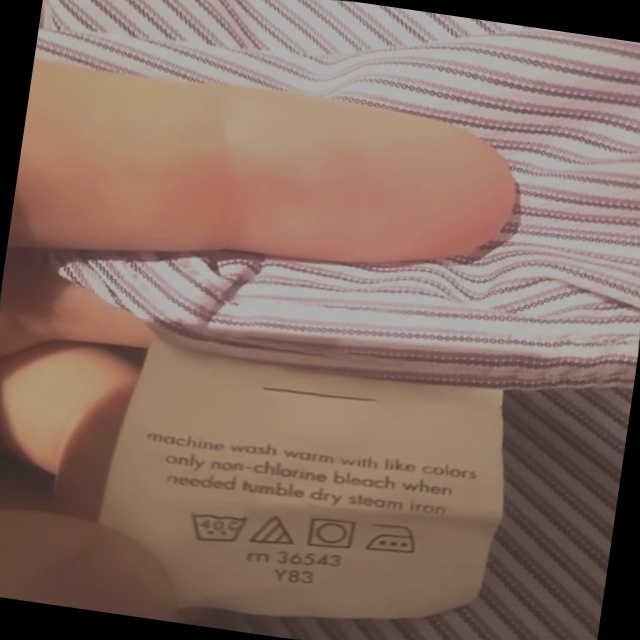 machine wash warm with like colors
only non-chlorine bleach when
needed tumble dry steam iron
40c
rn 36543
Y83